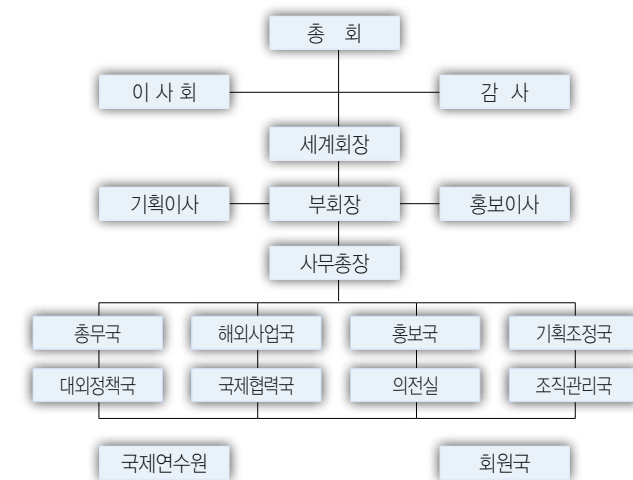 총 회
이 사 회
감 사
세계회장
기획이사
부회장
홍보이사
사무총장
총무국
해외사업국
홍보국
기획조정국
대외정책국
국제협력국
의전실
조직관리국
국제연수원
회원국